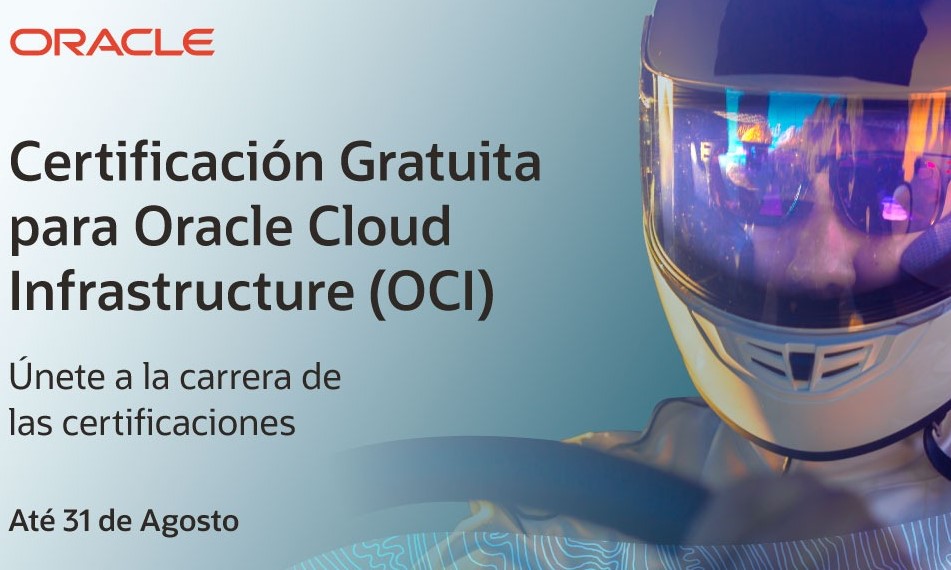 ORACLE
Certificación Gratuita
para Oracle Cloud
Infrastructure (OCI)
Únete a la carrera de
las certificaciones
Até 31 de Agosto